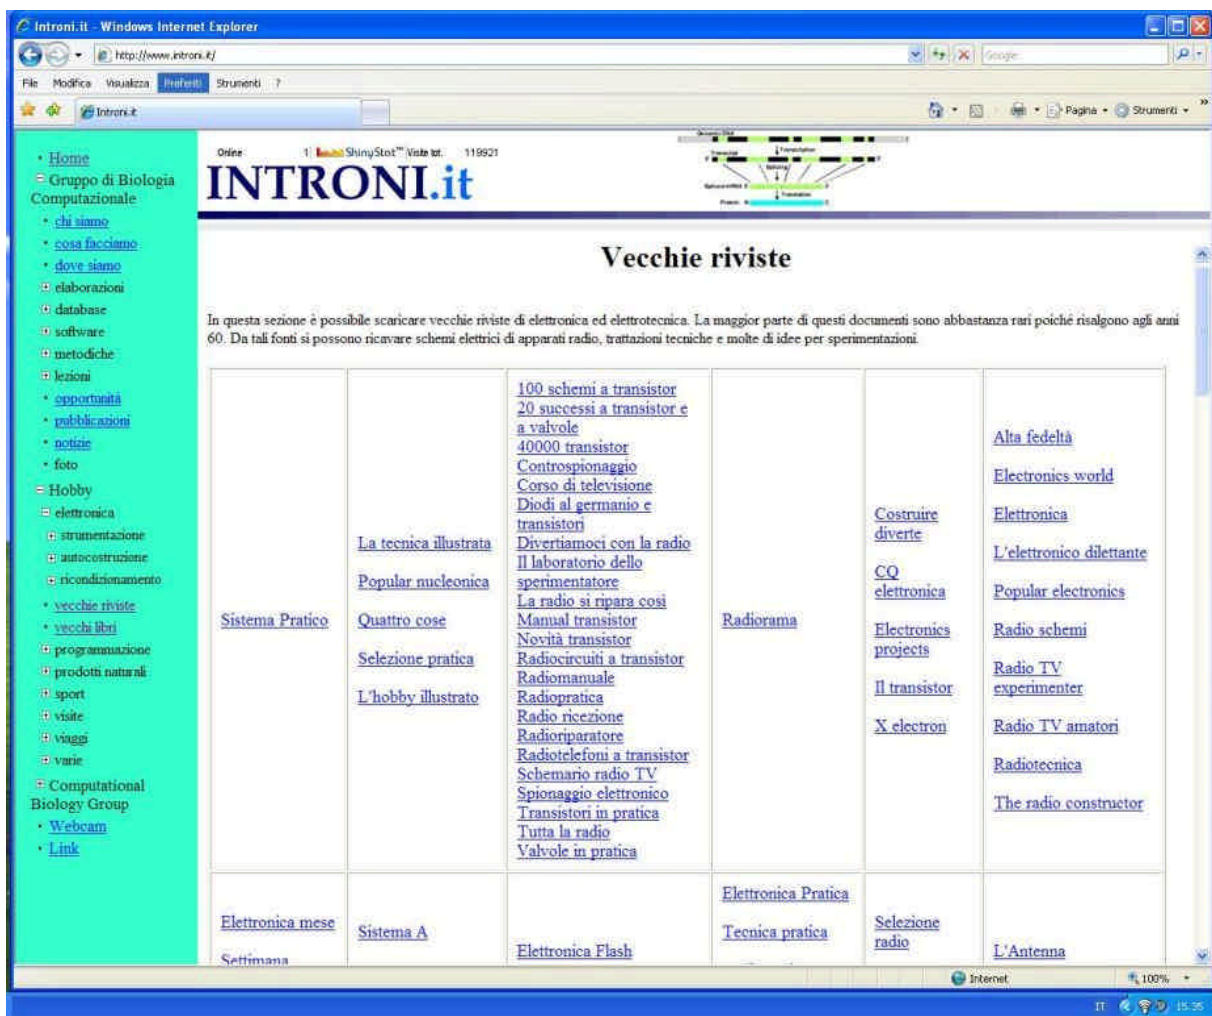 Introni.it - Windows Internet Explorer
http://www.introni.it/
Google
File Modifica Visualizza Preferiti Strumenti ?
Introni.it
Pagina
Strumenti
Home
Gruppo di Biologia
Computazionale
chi siamo
cosa facciamo
dove siamo
elaborazioni
database
software
metodiche
lezioni
opportunità
pubblicazioni
notizie
foto
Hobby
elettronica
strumentazione
autocostruzione
ricondizionamento
vecchie riviste
vecchi libri
programmazione
prodotti naturali
sport
visite
viaggi
varie
Computational
Biology Group
Webcam
Link
Online 1 ShinyStat™ Visite tot. 119921
INTRONI.it
Vecchie riviste
In questa sezione è possibile scaricare vecchie riviste di elettronica ed elettrotecnica. La maggior parte di questi documenti sono abbastanza rari poiché risalgono agli anni
60. Da tali fonti si possono ricavare schemi elettrici di apparati radio, trattazioni tecniche e molte di idee per sperimentazioni.
Sistema Pratico
La tecnica illustrata
Popular nucleonica
Quattro cose
Selezione pratica
L'hobby illustrato
100 schemi a transistor
20 successi a transistor e
a valvole
40000 transistor
Controspionaggio
Corso di televisione
Diodi al germanio e
transistori
Divertiamoci con la radio
Il laboratorio dello
sperimentatore
La radio si ripara così
Manual transistor
Novità transistor
Radiocircuiti a transistor
Radiomanuale
Radiopratica
Radio ricezione
Radioriparatore
Radiotelefoni a transistor
Schemario radio TV
Spionaggio elettronico
Transistori in pratica
Tutta la radio
Valvole in pratica
Radiorama
Costruire
diverte
CQ
elettronica
Electronics
projects
Il transistor
X electron
Alta fedeltà
Electronics world
Elettronica
L'elettronico dilettante
Popular electronics
Radio schemi
Radio TV
experimenter
Radio TV amatori
Radiotecnica
The radio constructor
Elettronica mese
Settimana
Sistema A
Elettronica Flash
Elettronica Pratica
Tecnica pratica
Selezione
radio
L'Antenna
Internet
100%
IT
15.35